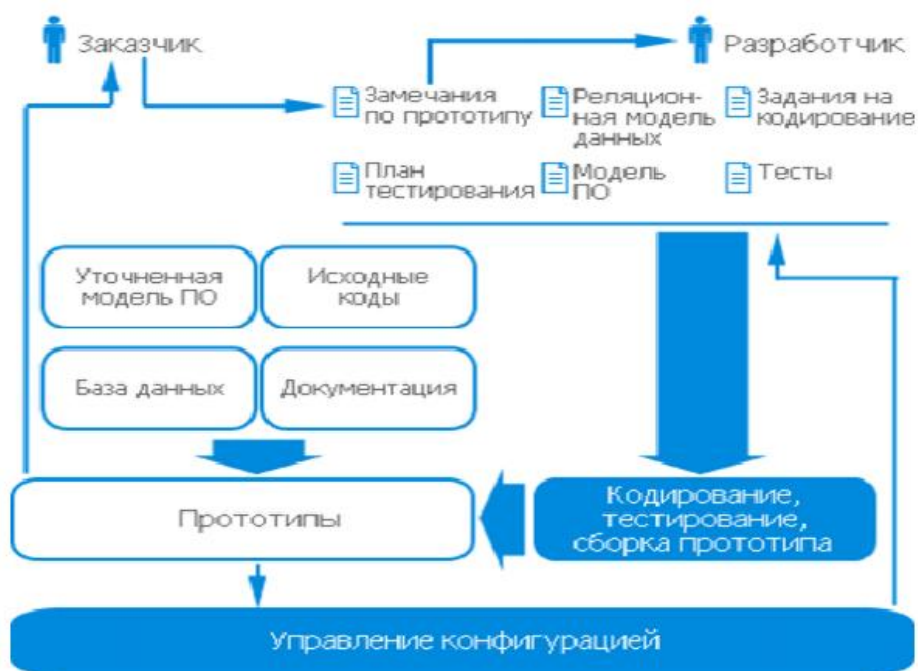 Заказчик
Разработчик
Замечания
по прототипу
Реляцион-
ная модель
данных
Задания на
кодирование
План
тестирования
Модель
ПО
Тесты
Уточненная
модель ПО
Исходные
коды
База данных
Документация
Прототипы
Кодирование,
тестирование,
сборка прототипа
Управление конфигурацией